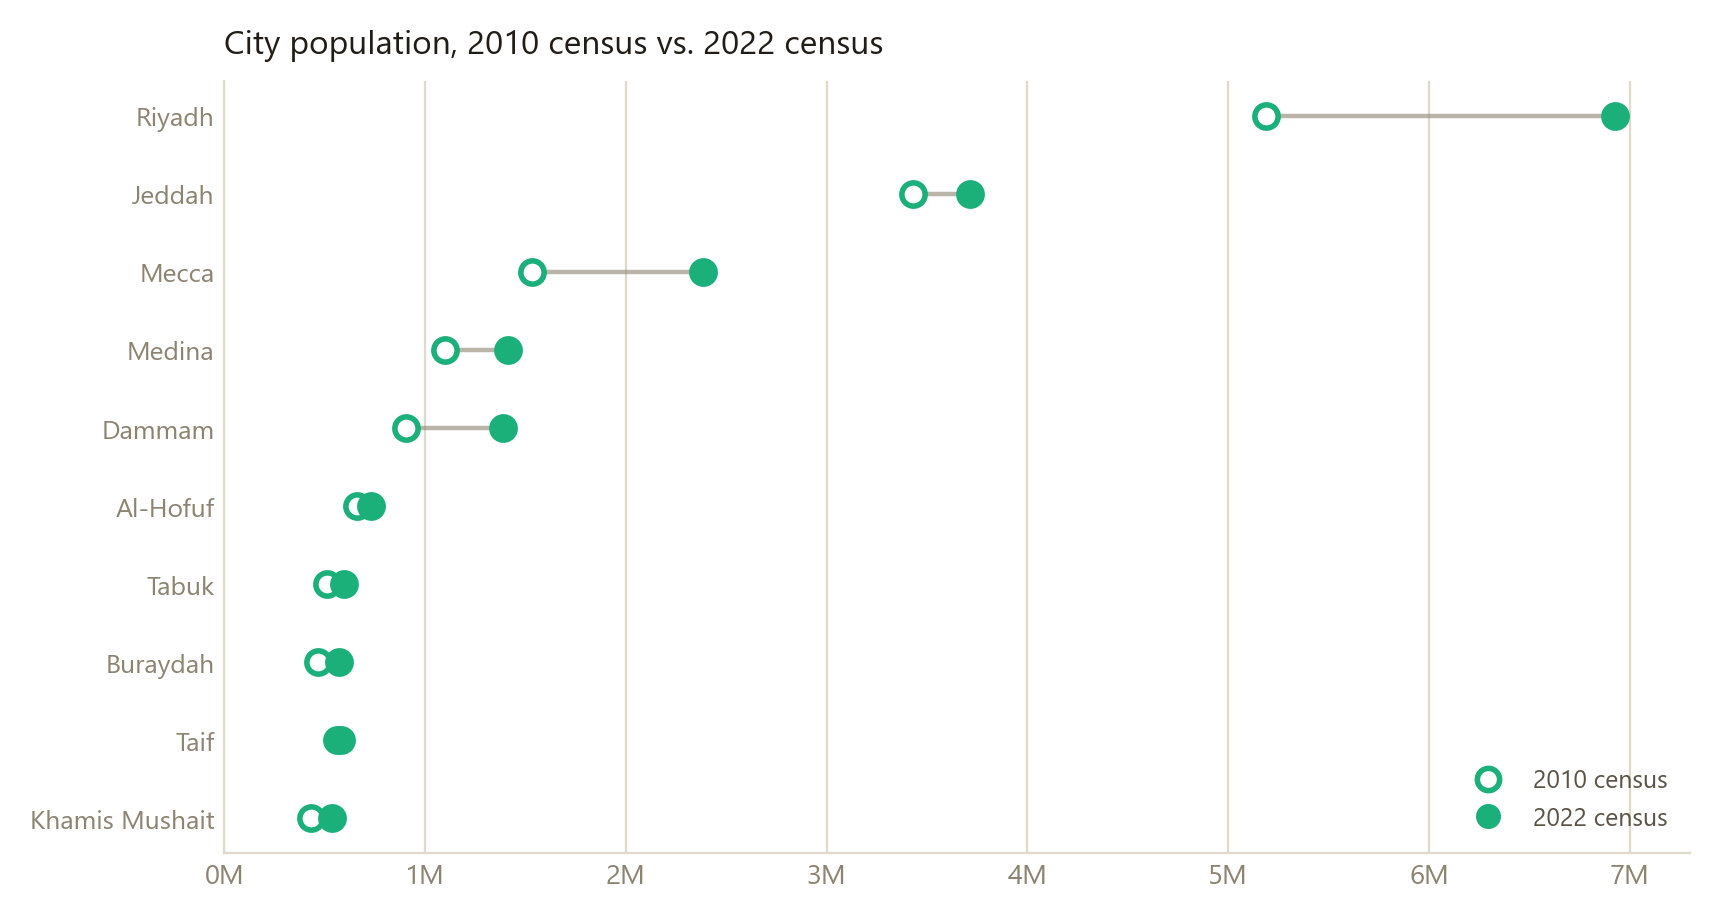 City population, 2010 census vs. 2022 census
Riyadh
Jeddah
Mecca
Medina
Dammam
Al-Hofuf
Tabuk
Buraydah
Taif
Khamis Mushait
2010 census
2022 census
0M 1M 2M 3M 4M 5M 6M 7M